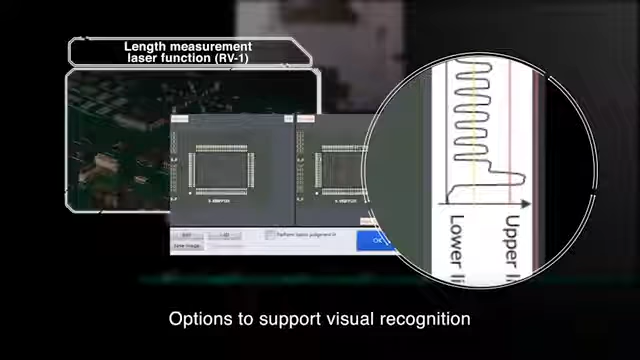 Length measurement
laser function (RV-1)
OK
Lower li
Upper li
Options to support visual recognition